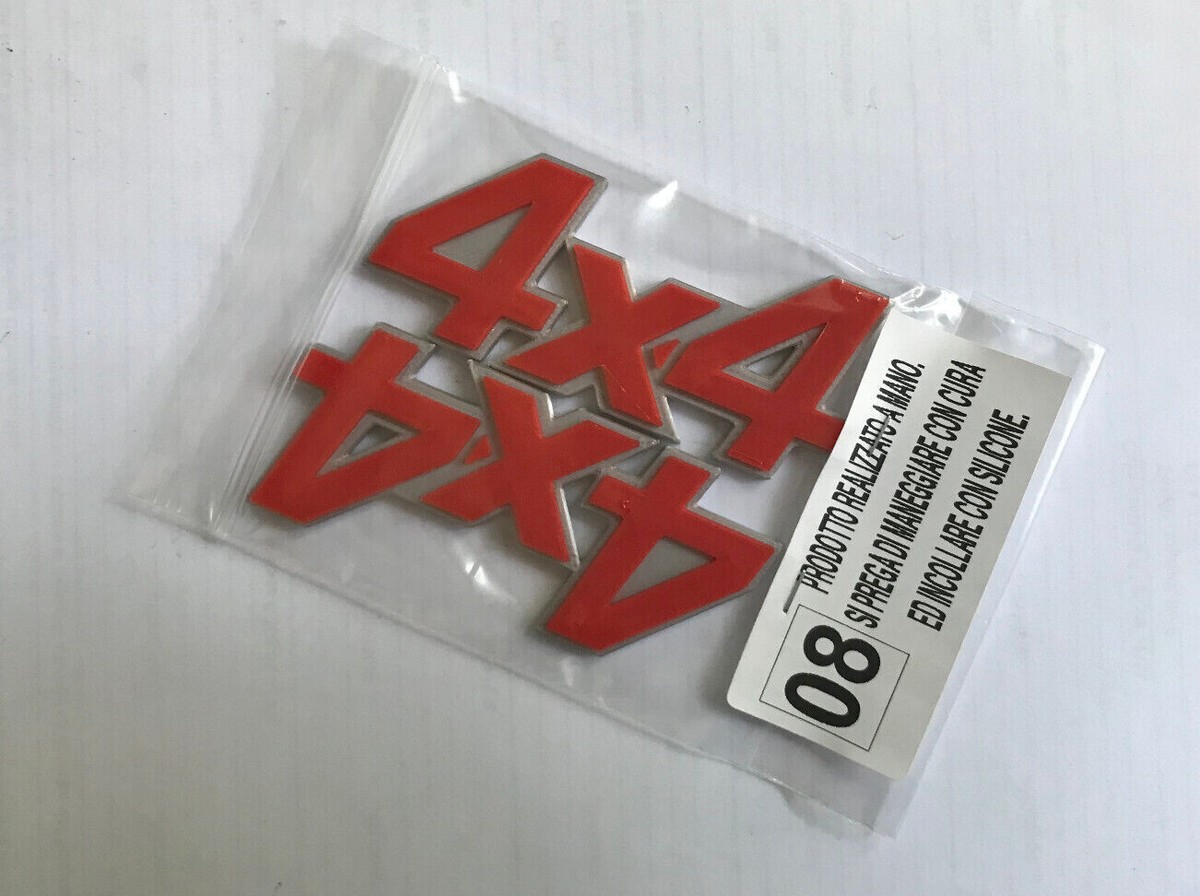 4x4
4x4
PRODOTTO REALIZZATO A MANO.
SI PREGA DI MANEGGIARE CON CURA
ED INCOLLARE CON SILICONE.
08